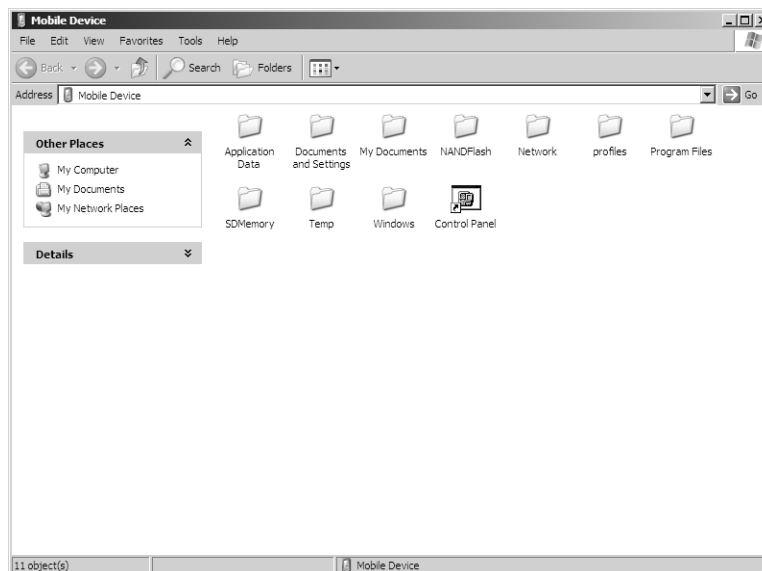 Mobile Device
File Edit View Favorites Tools Help
Back Search Folders
Address Mobile Device Go
Other Places
My Computer
My Documents
My Network Places
Details
Application Data
Documents and Settings
My Documents
NANDFlash
Network
profiles
Program Files
SDMemory
Temp
Windows
Control Panel
11 object(s) Mobile Device